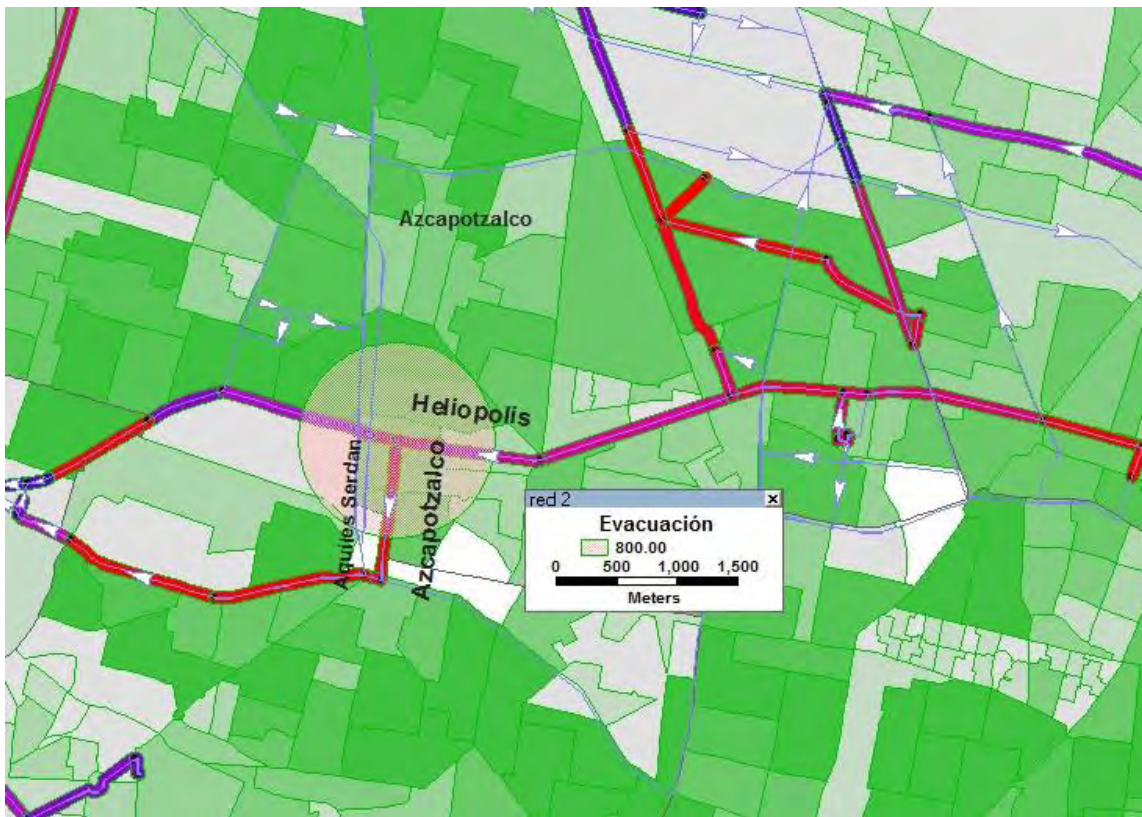 Azcapotzalco
Heliopolis
Aquiles Serdan
Azcapotzalco
red 2
Evacuación
800.00
0 500 1,000 1,500
Meters